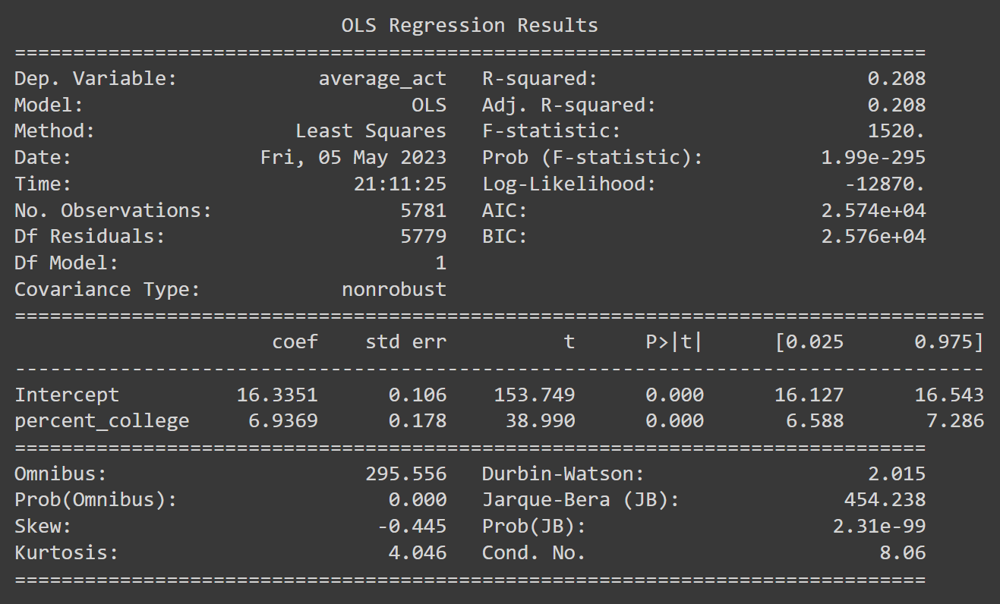 OLS Regression Results
==============================================================================
Dep. Variable:            average_act   R-squared:                       0.208
Model:                            OLS   Adj. R-squared:                  0.208
Method:                 Least Squares   F-statistic:                     1520.
Date:                Fri, 05 May 2023   Prob (F-statistic):          1.99e-295
Time:                        21:11:25   Log-Likelihood:                -12870.
No. Observations:                5781   AIC:                         2.574e+04
Df Residuals:                    5779   BIC:                         2.576e+04
Df Model:                           1
Covariance Type:            nonrobust
===================================================================================
                      coef    std err          t      P>|t|      [0.025      0.975]
-----------------------------------------------------------------------------------
Intercept          16.3351      0.106    153.749      0.000      16.127      16.543
percent_college     6.9369      0.178     38.990      0.000       6.588       7.286
==============================================================================
Omnibus:                      295.556   Durbin-Watson:                   2.015
Prob(Omnibus):                  0.000   Jarque-Bera (JB):              454.238
Skew:                          -0.445   Prob(JB):                     2.31e-99
Kurtosis:                       4.046   Cond. No.                         8.06
==============================================================================